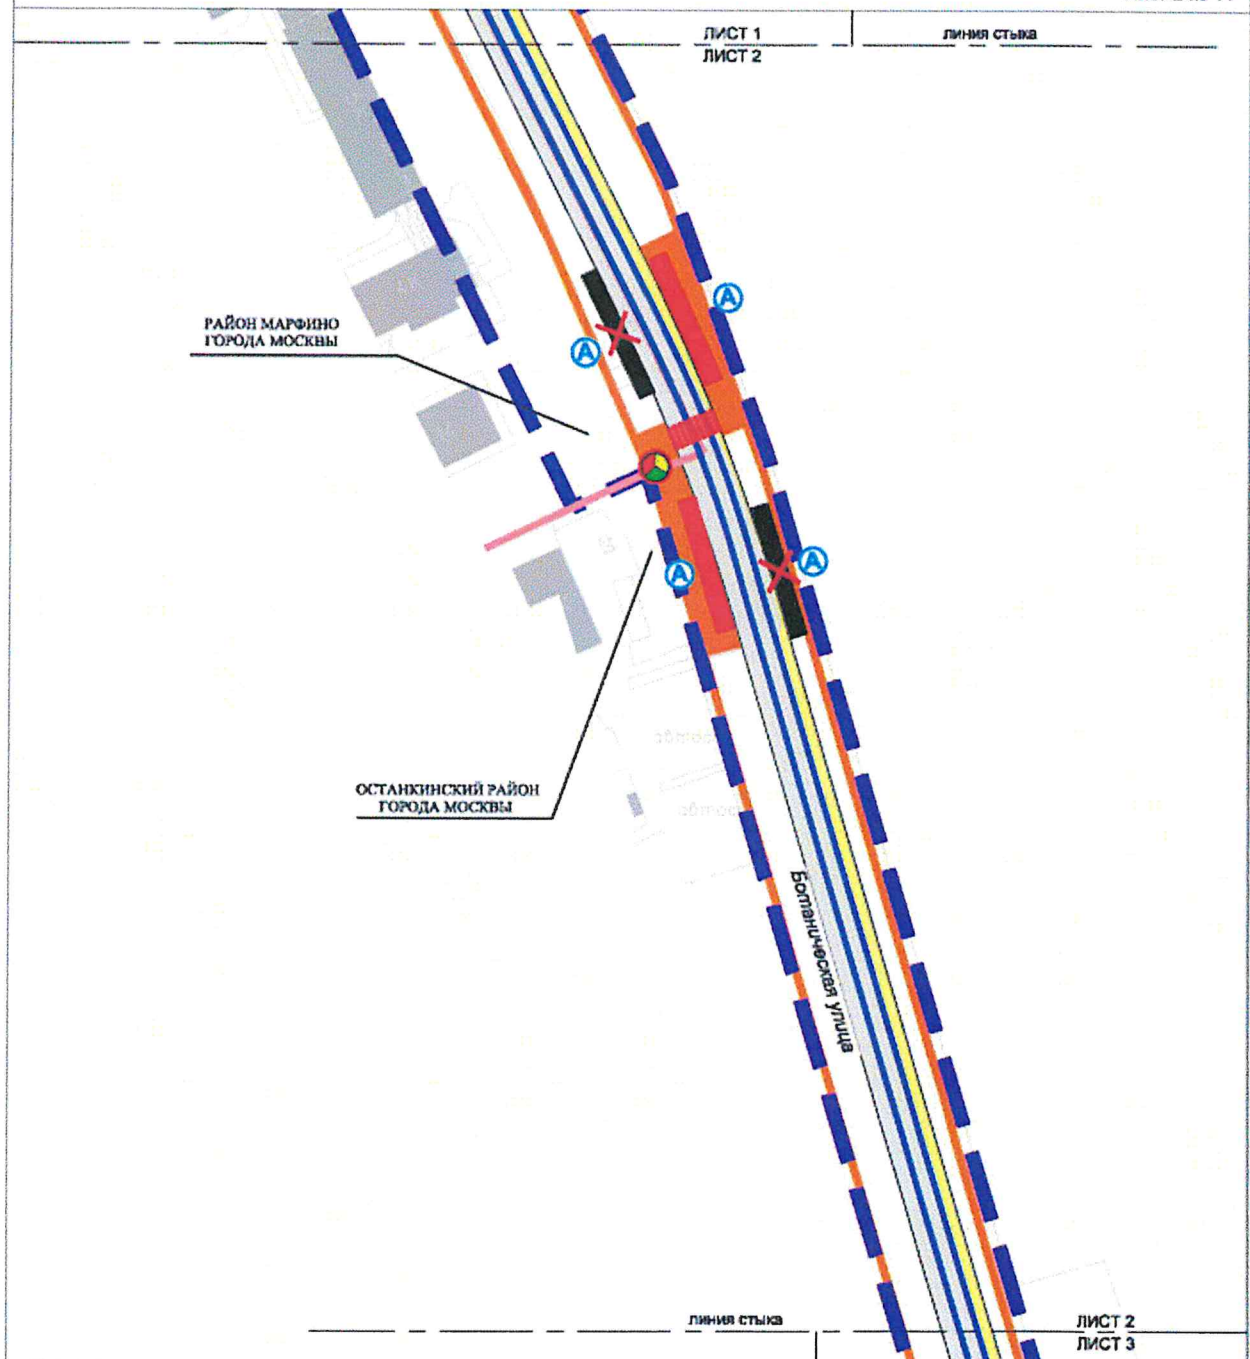 ЛИСТ 1
линия стыка
ЛИСТ 2
РАЙОН МАРФИНО
ГОРОДА МОСКВЫ
А
А
А
А
ОСТАНКИНСКИЙ РАЙОН
ГОРОДА МОСКВЫ
Ботаническая улица
линия стыка
ЛИСТ 2
ЛИСТ 3